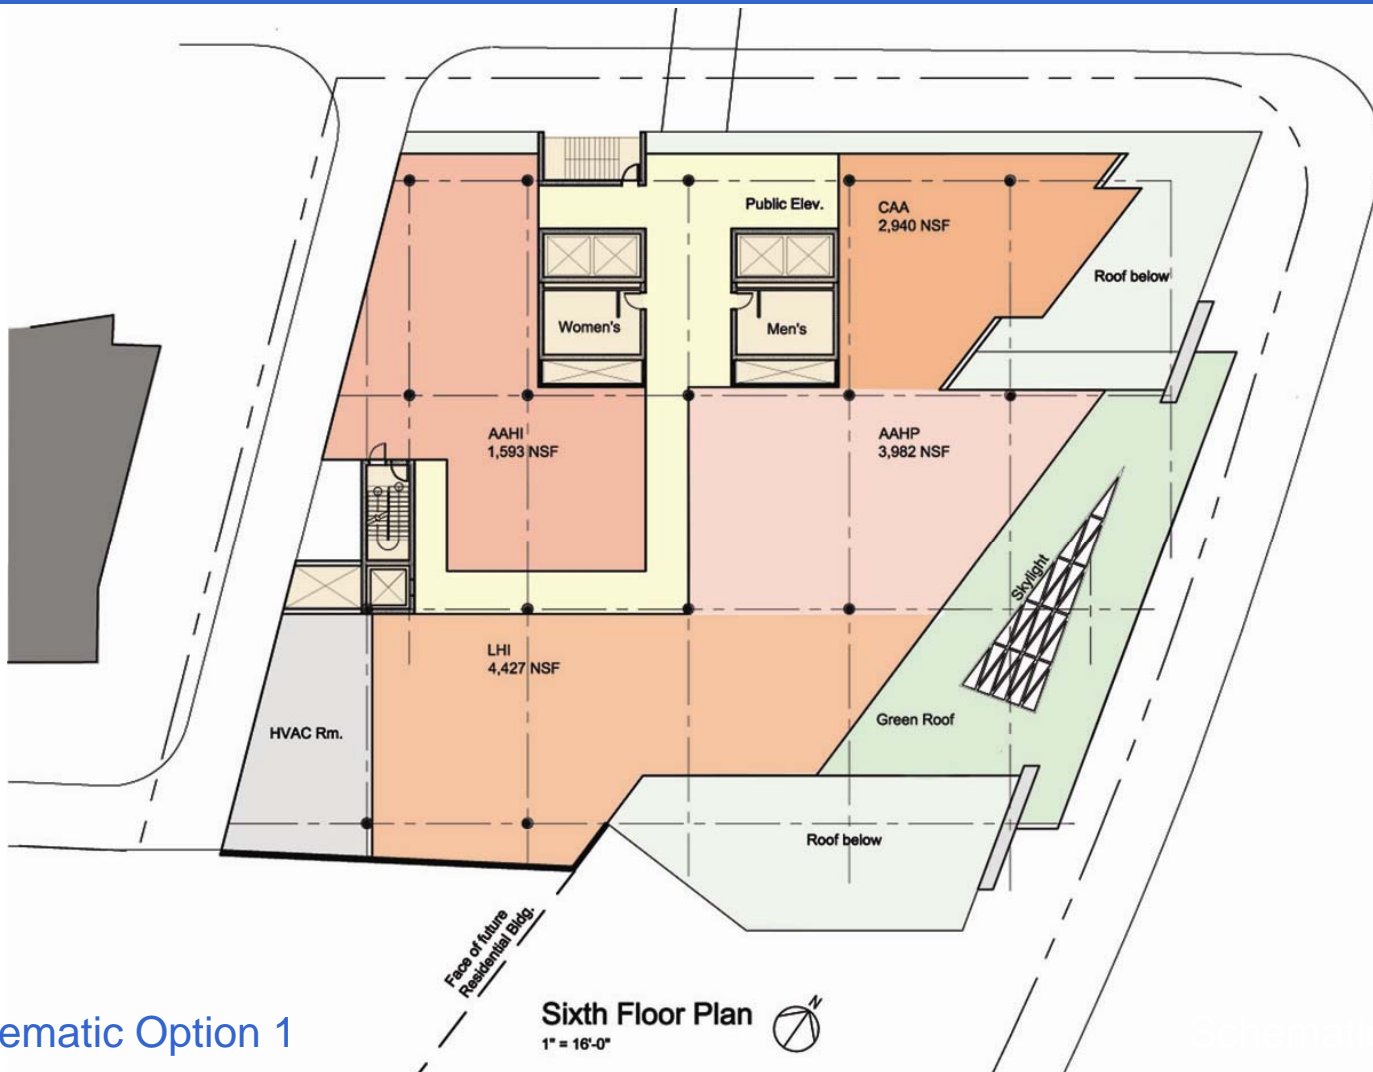 Public Elev.
CAA
2,940 NSF
Roof below
Women's
Men's
AAHI
1,593 NSF
AAHP
3,982 NSF
Skylight
LHI
4,427 NSF
Green Roof
HVAC Rm.
Roof below
Face of future
Residential Bldg.
Sixth Floor Plan
N
1" = 16'-0"
ematic Option 1